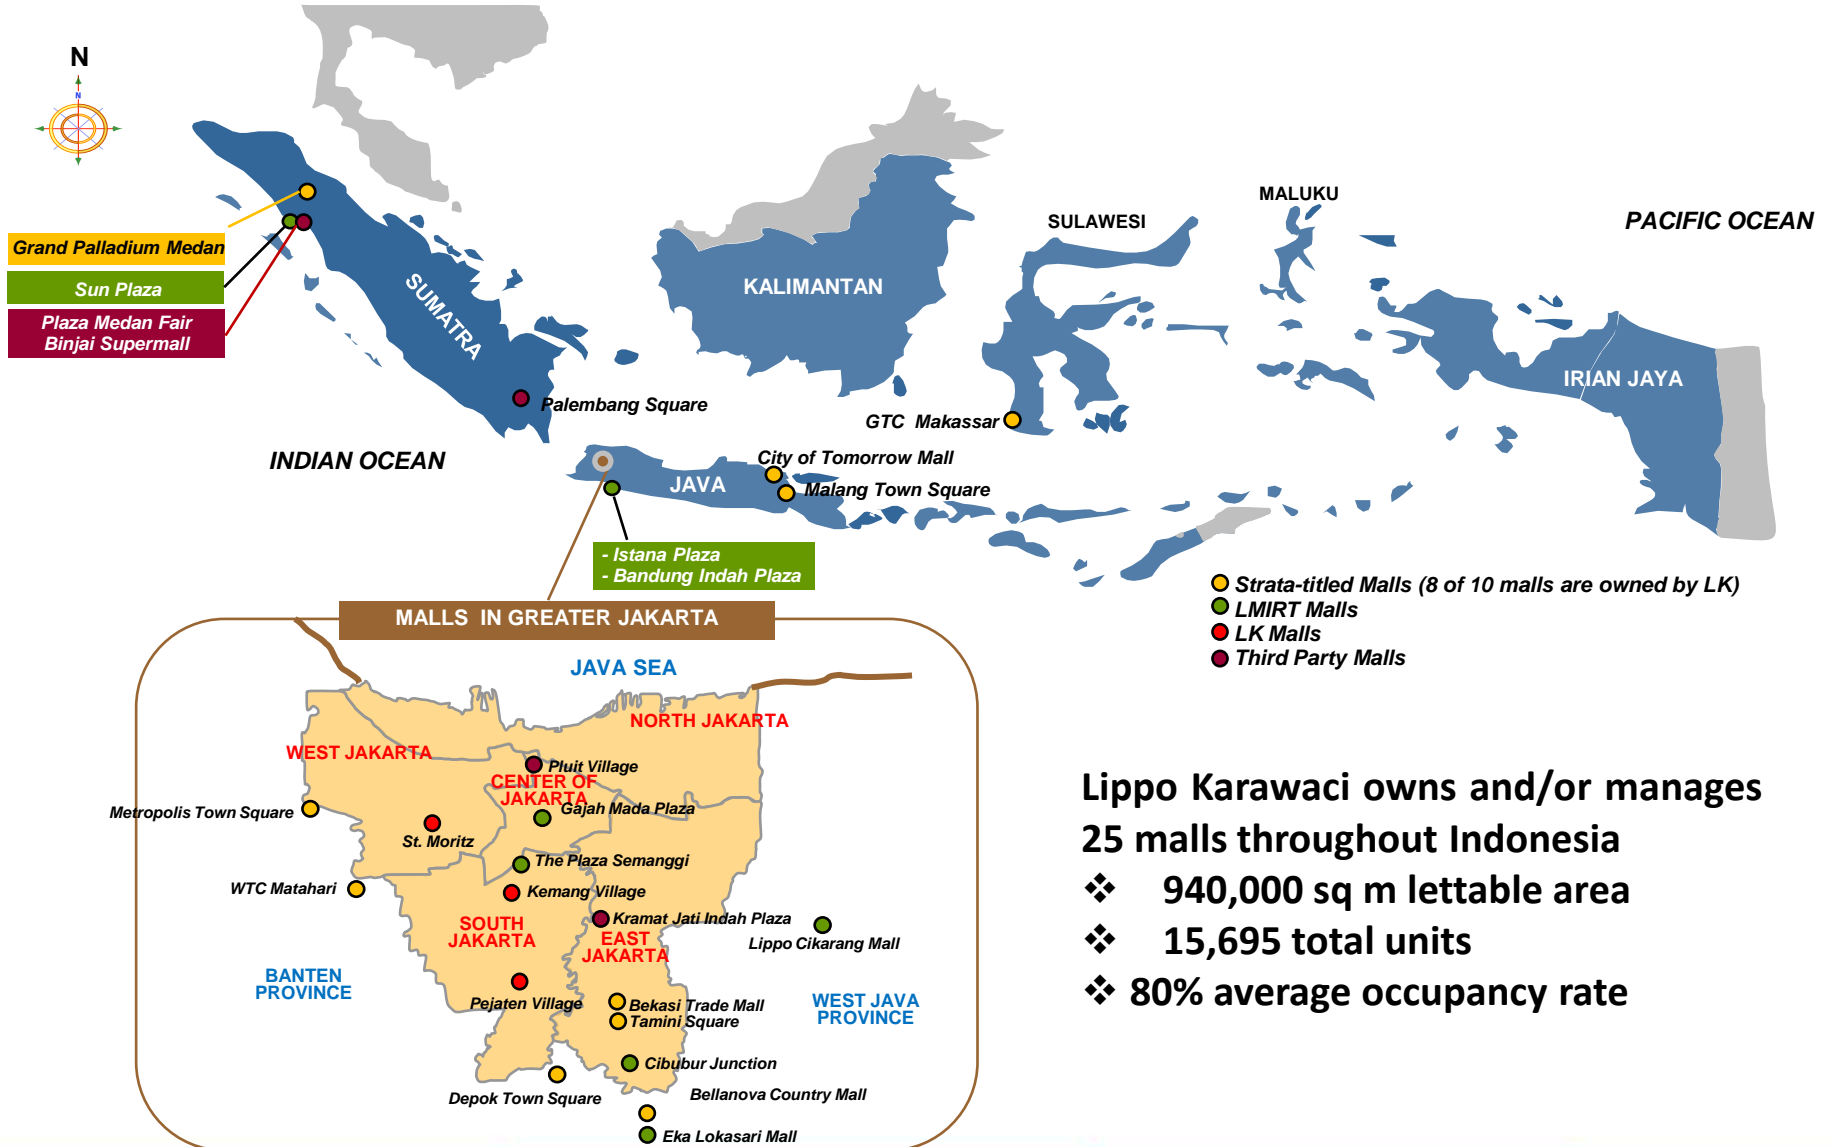 N
N
Grand Palladium Medan
Sun Plaza
Plaza Medan Fair
Binjai Supermall
SUMATRA
Palembang Square
KALIMANTAN
SULAWESI
MALUKU
PACIFIC OCEAN
IRIAN JAYA
GTC Makassar
INDIAN OCEAN
City of Tomorrow Mall
JAVA
Malang Town Square
- Istana Plaza
- Bandung Indah Plaza
Strata-titled Malls (8 of 10 malls are owned by LK)
LMIRT Malls
LK Malls
Third Party Malls
MALLS IN GREATER JAKARTA
JAVA SEA
NORTH JAKARTA
WEST JAKARTA
Pluit Village
CENTER OF
JAKARTA
Gajah Mada Plaza
Metropolis Town Square
St. Moritz
The Plaza Semanggi
WTC Matahari
Kemang Village
Kramat Jati Indah Plaza
SOUTH
JAKARTA
EAST
JAKARTA
Lippo Cikarang Mall
BANTEN
PROVINCE
Pejaten Village
Bekasi Trade Mall
Tamini Square
WEST JAVA
PROVINCE
Cibubur Junction
Depok Town Square
Bellanova Country Mall
Eka Lokasari Mall
Lippo Karawaci owns and/or manages
25 malls throughout Indonesia
❖ 940,000 sq m lettable area
❖ 15,695 total units
❖ 80% average occupancy rate